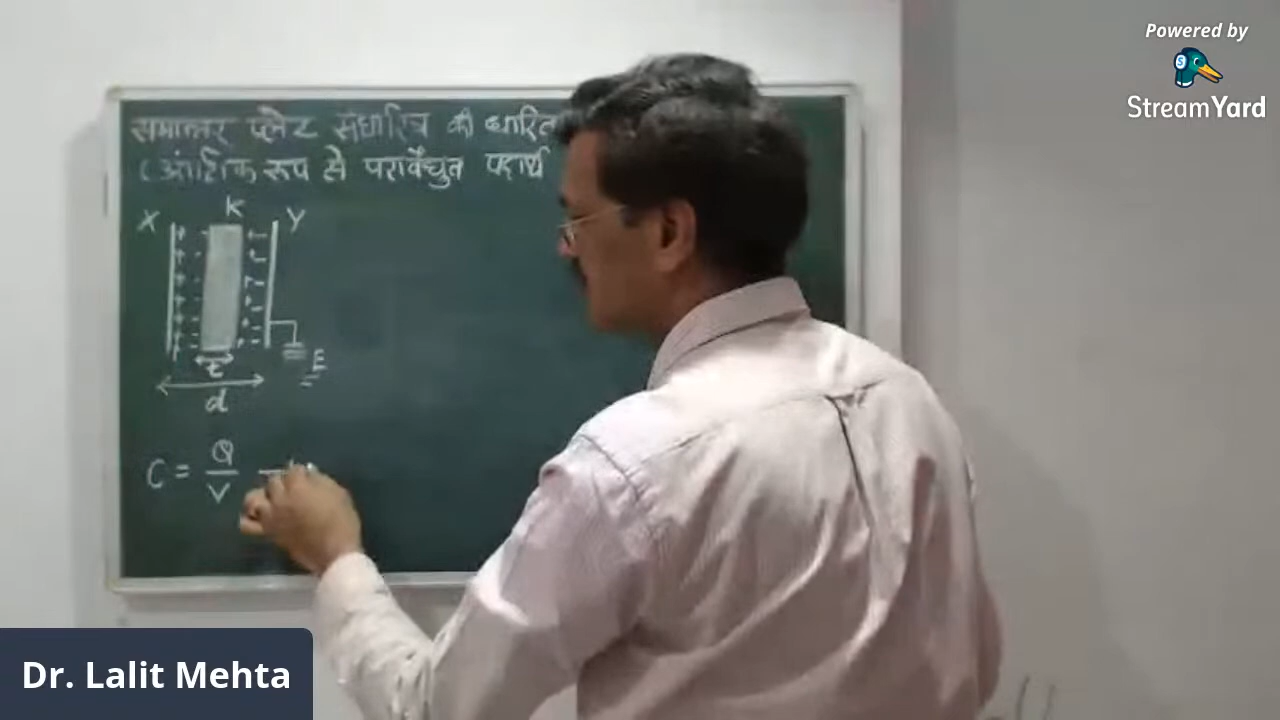 Powered by
StreamYard
समान्तर प्लेट संधारित्र की
(आंशिक रूप से परावैधुत पदार्थ
K
X Y
t
E
d
C = Q/V
Dr. Lalit Mehta